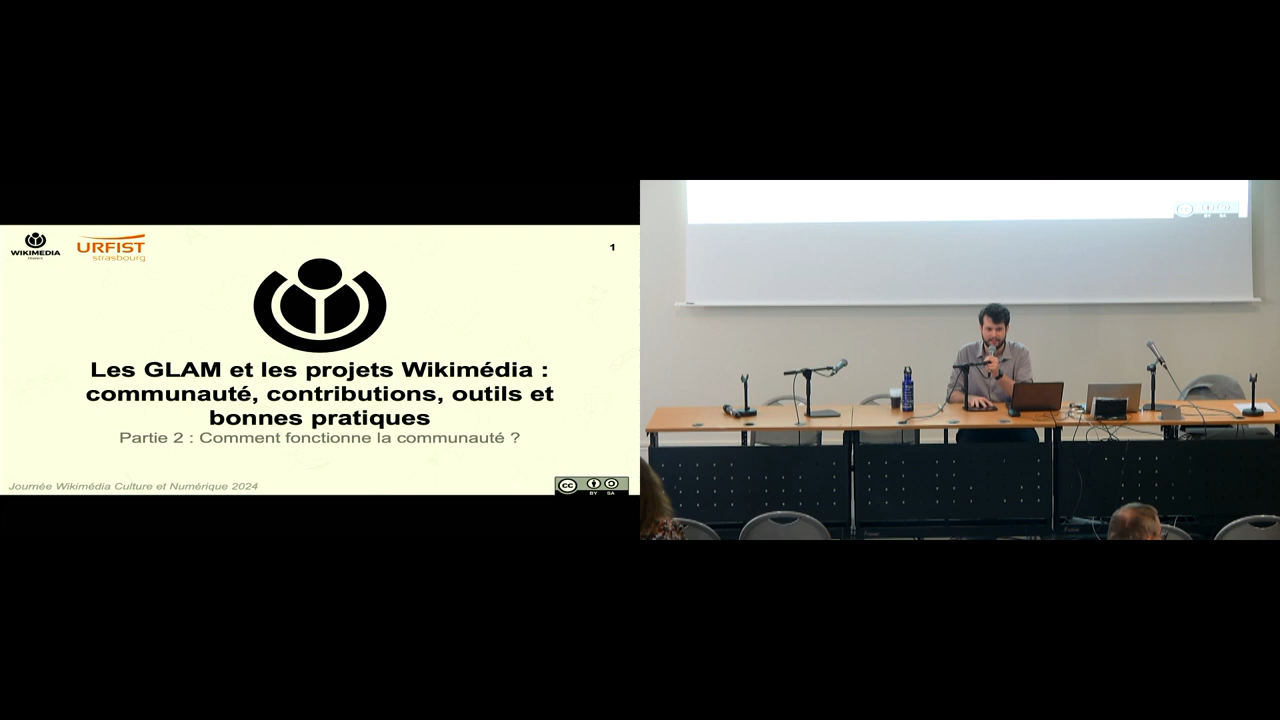 WIKIMEDIA
URFIST
strasbourg
1
Les GLAM et les projets Wikimédia :
communauté, contributions, outils et
bonnes pratiques
Partie 2 : Comment fonctionne la communauté ?
Journée Wikimédia Culture et Numérique 2024
cc
BY SA